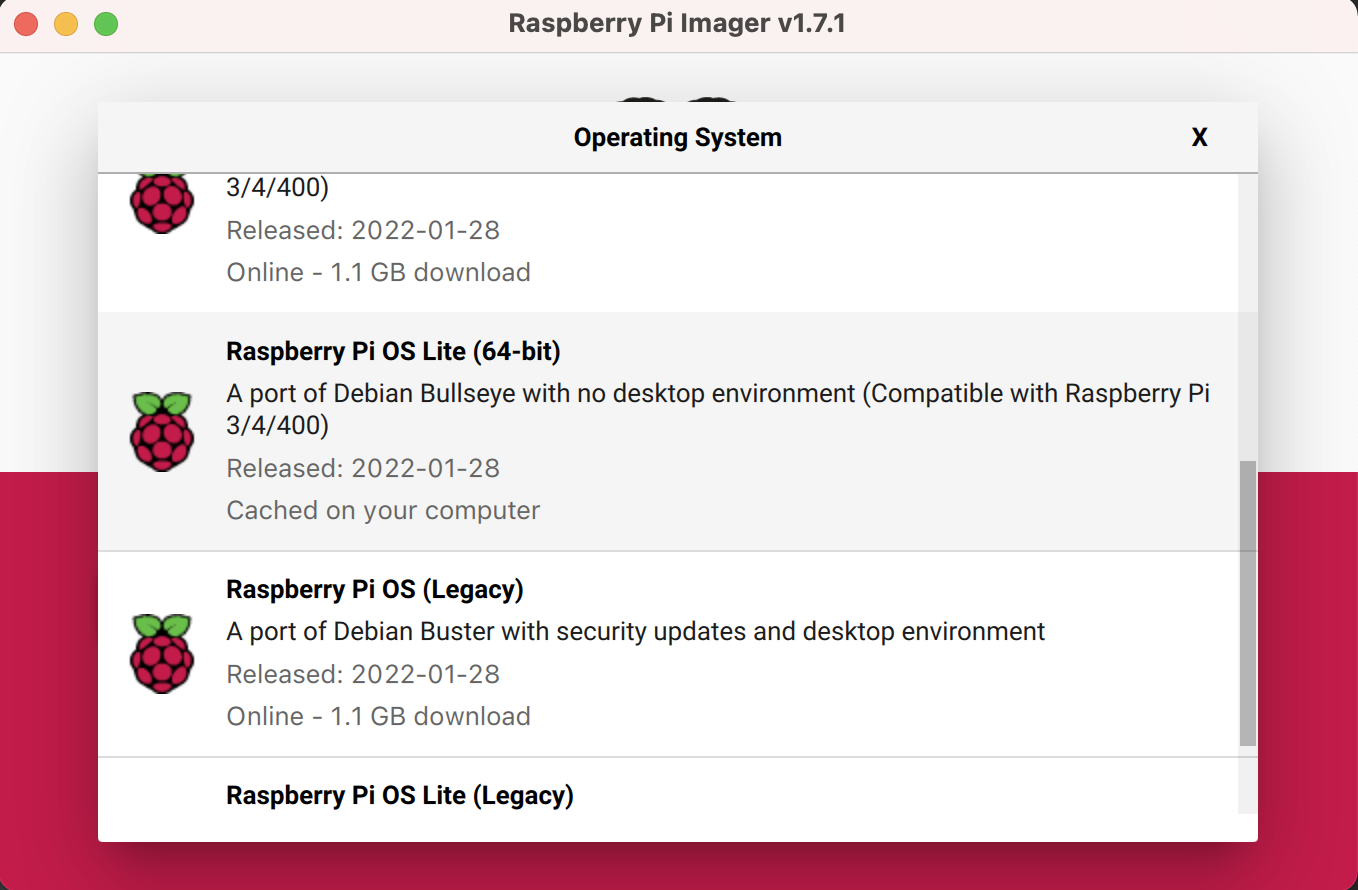 Raspberry Pi Imager v1.7.1
Operating System
X
3/4/400)
Released: 2022-01-28
Online - 1.1 GB download
Raspberry Pi OS Lite (64-bit)
A port of Debian Bullseye with no desktop environment (Compatible with Raspberry Pi
3/4/400)
Released: 2022-01-28
Cached on your computer
Raspberry Pi OS (Legacy)
A port of Debian Buster with security updates and desktop environment
Released: 2022-01-28
Online - 1.1 GB download
Raspberry Pi OS Lite (Legacy)